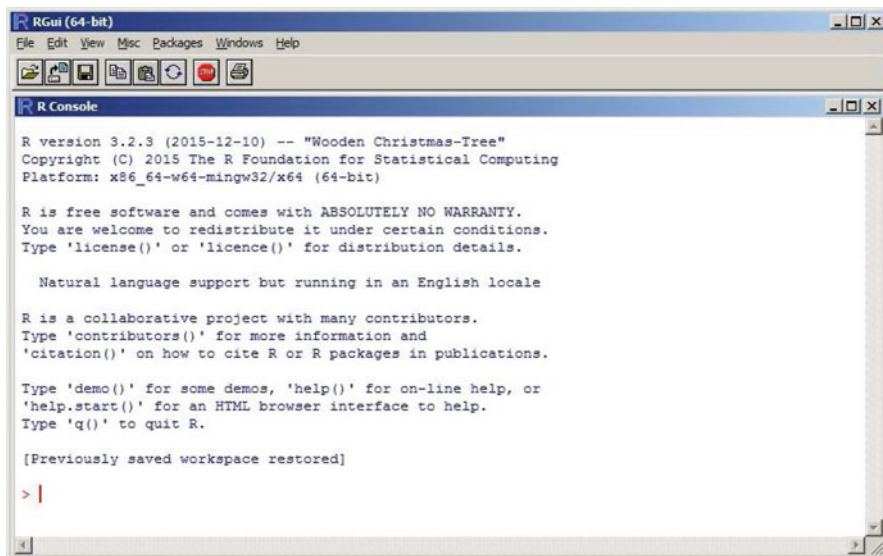 RGui (64-bit)
File Edit View Misc Packages Windows Help
STOP
R Console
R version 3.2.3 (2015-12-10) -- "Wooden Christmas-Tree"
Copyright (C) 2015 The R Foundation for Statistical Computing
Platform: x86_64-w64-mingw32/x64 (64-bit)
R is free software and comes with ABSOLUTELY NO WARRANTY.
You are welcome to redistribute it under certain conditions.
Type 'license()' or 'licence()' for distribution details.
Natural language support but running in an English locale
R is a collaborative project with many contributors.
Type 'contributors()' for more information and
'citation()' on how to cite R or R packages in publications.
Type 'demo()' for some demos, 'help()' for on-line help, or
'help.start()' for an HTML browser interface to help.
Type 'q()' to quit R.
[Previously saved workspace restored]
>